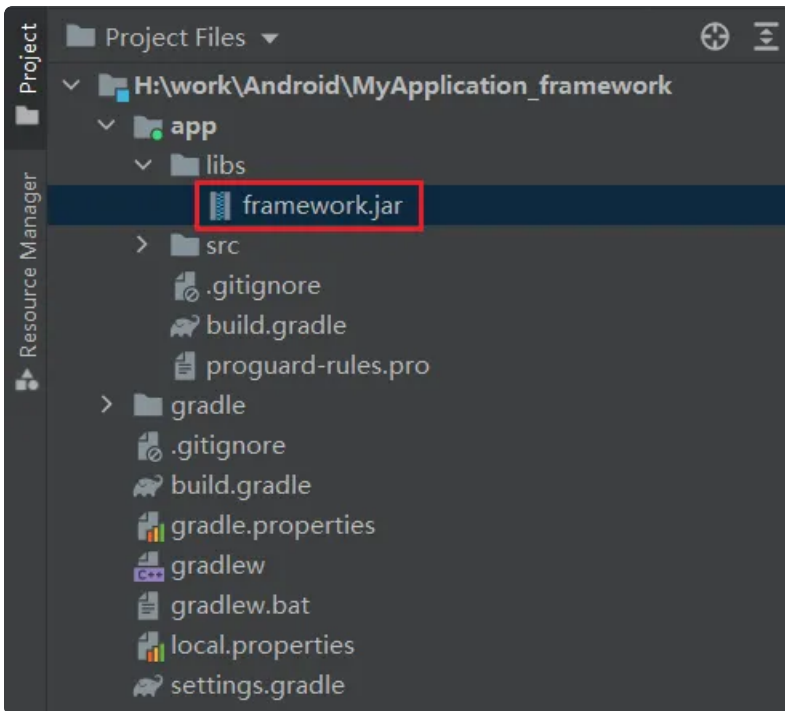 Project
Resource Manager
Project Files
H:\work\Android\MyApplication_framework
app
libs
framework.jar
src
.gitignore
build.gradle
proguard-rules.pro
gradle
.gitignore
build.gradle
gradle.properties
C++
gradlew
gradlew.bat
local.properties
settings.gradle